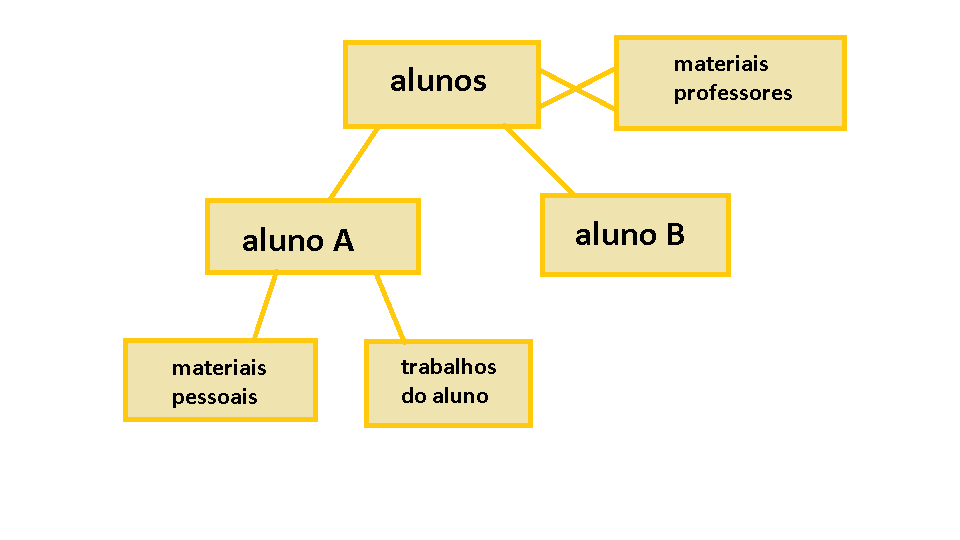 alunos
materiais
professores
aluno A
aluno B
materiais
pessoais
trabalhos
do aluno